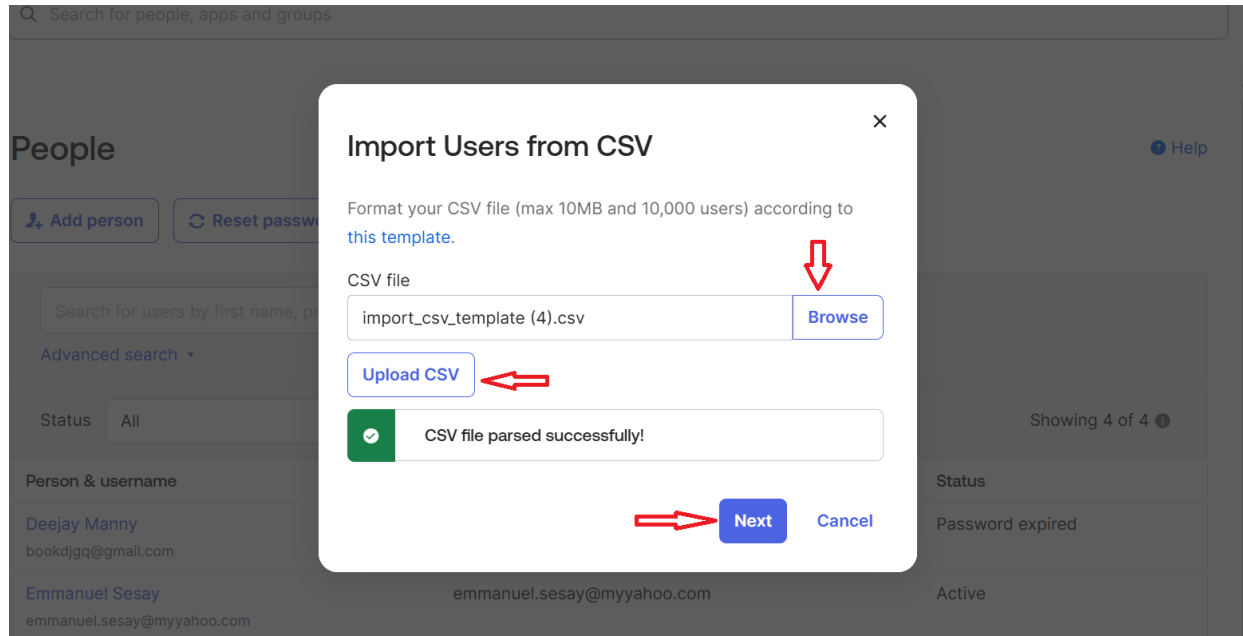 Search for people, apps and groups
People
Help
Add person
Reset passwo
Search for users by first name, pr
Advanced search
Status All
Showing 4 of 4
Person & username
Status
Deejay Manny
bookdjgq@gmail.com
Password expired
Emmanuel Sesay
emmanuel.sesay@myyahoo.com
emmanuel.sesay@myyahoo.com
Active
Import Users from CSV
Format your CSV file (max 10MB and 10,000 users) according to
this template.
CSV file
import_csv_template (4).csv
Browse
Upload CSV
CSV file parsed successfully!
Next
Cancel